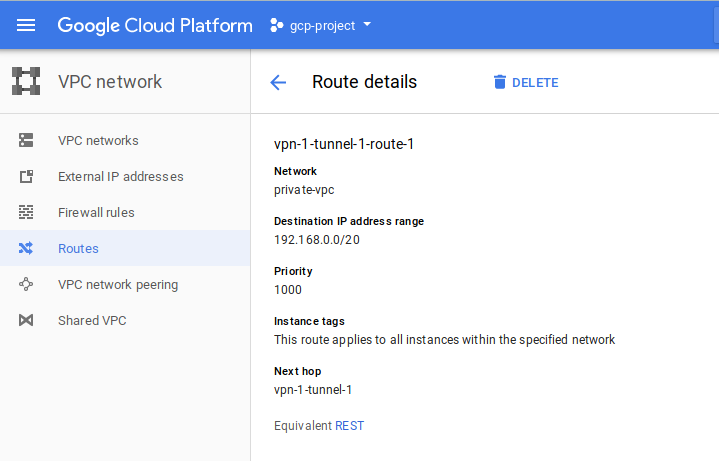 Google Cloud Platform
gcp-project
VPC network
Route details
DELETE
VPC networks
External IP addresses
Firewall rules
Routes
VPC network peering
Shared VPC
vpn-1-tunnel-1-route-1
Network
private-vpc
Destination IP address range
192.168.0.0/20
Priority
1000
Instance tags
This route applies to all instances within the specified network
Next hop
vpn-1-tunnel-1
Equivalent REST